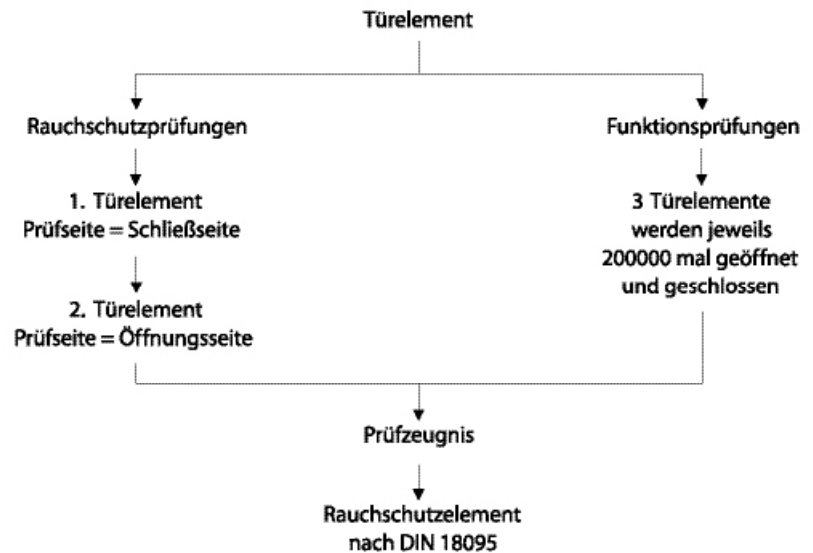 Türelement
Rauchschutzprüfungen
1. Türelement
Prüfseite = Schließseite
2. Türelement
Prüfseite = Öffnungsseite
Funktionsprüfungen
3 Türelemente
werden jeweils
200000 mal geöffnet
und geschlossen
Prüfzeugnis
Rauchschutzelement
nach DIN 18095